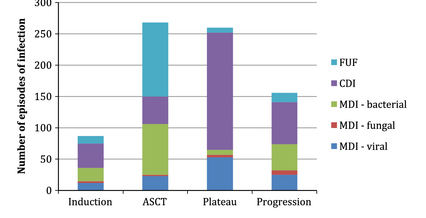 Number of episodes of infection
300
250
200
150
100
50
0
Induction
ASCT
Plateau
Progression
FUF
CDI
MDI - bacterial
MDI - fungal
MDI - viral